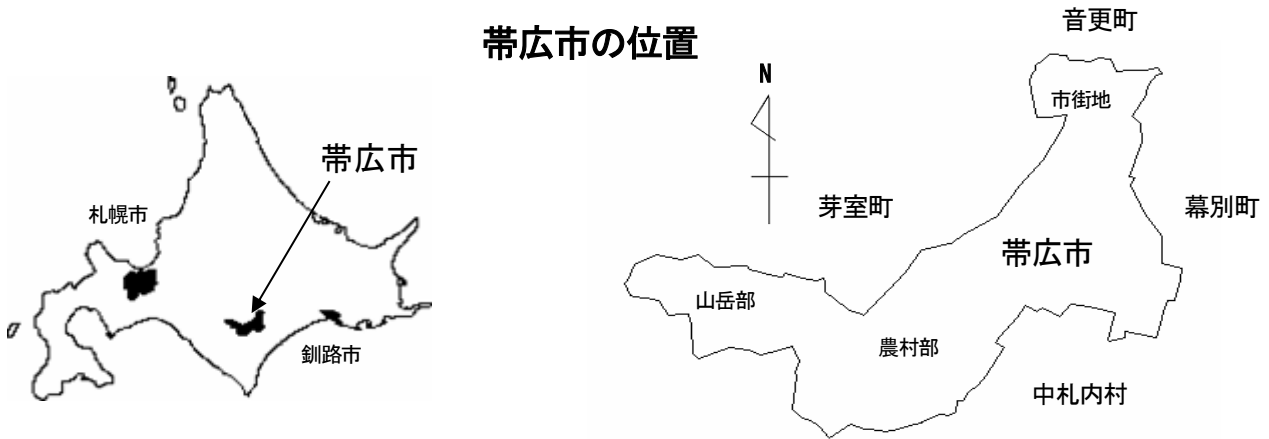 帯広市の位置
帯広市
札幌市
釧路市
N
音更町
市街地
芽室町
幕別町
帯広市
山岳部
農村部
中札内村